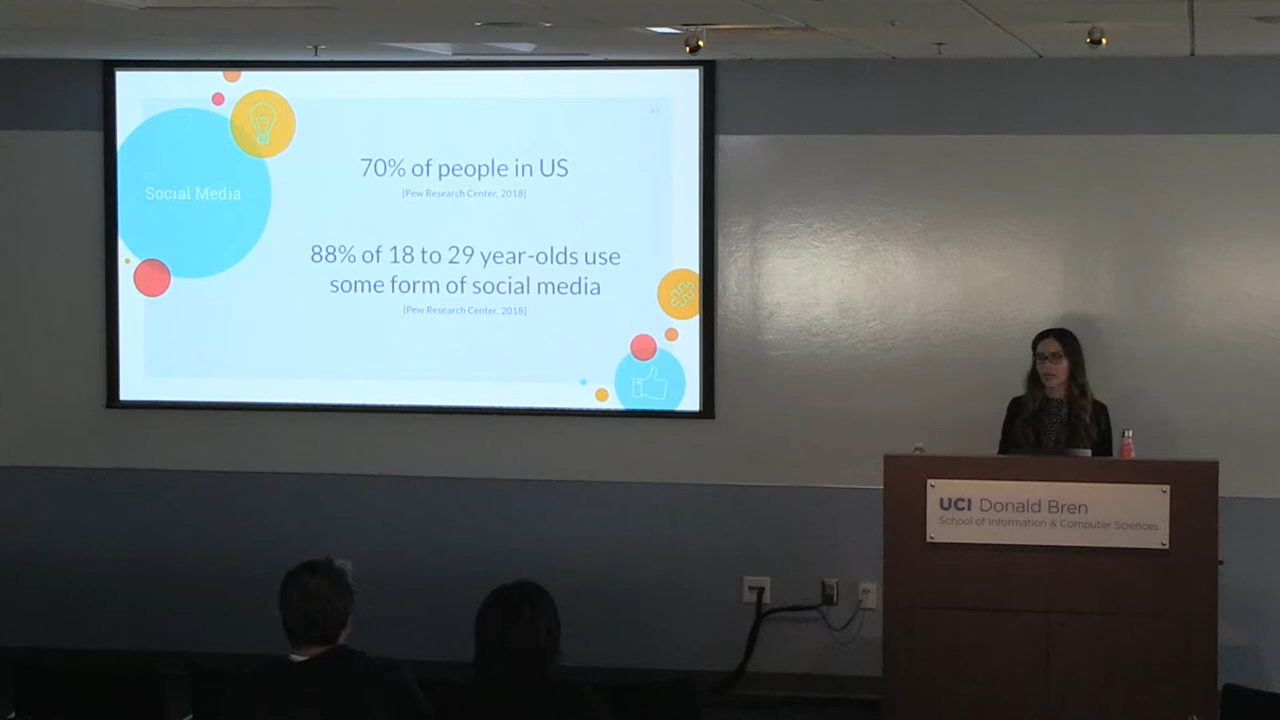 Social Media
70% of people in US
[Pew Research Center, 2018]
88% of 18 to 29 year-olds use
some form of social media
[Pew Research Center, 2018]
UCI Donald Bren
School of Information & Computer Sciences